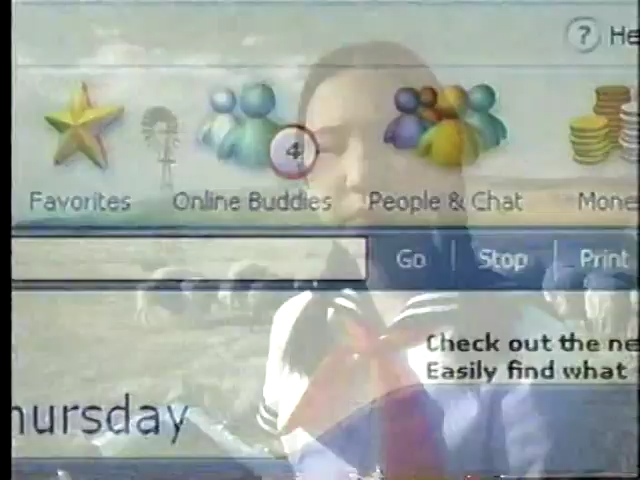 ? He
Favorites Online Buddies 4 People & Chat Mone
Go Stop Print
Check out the ne
Easily find what
hursday